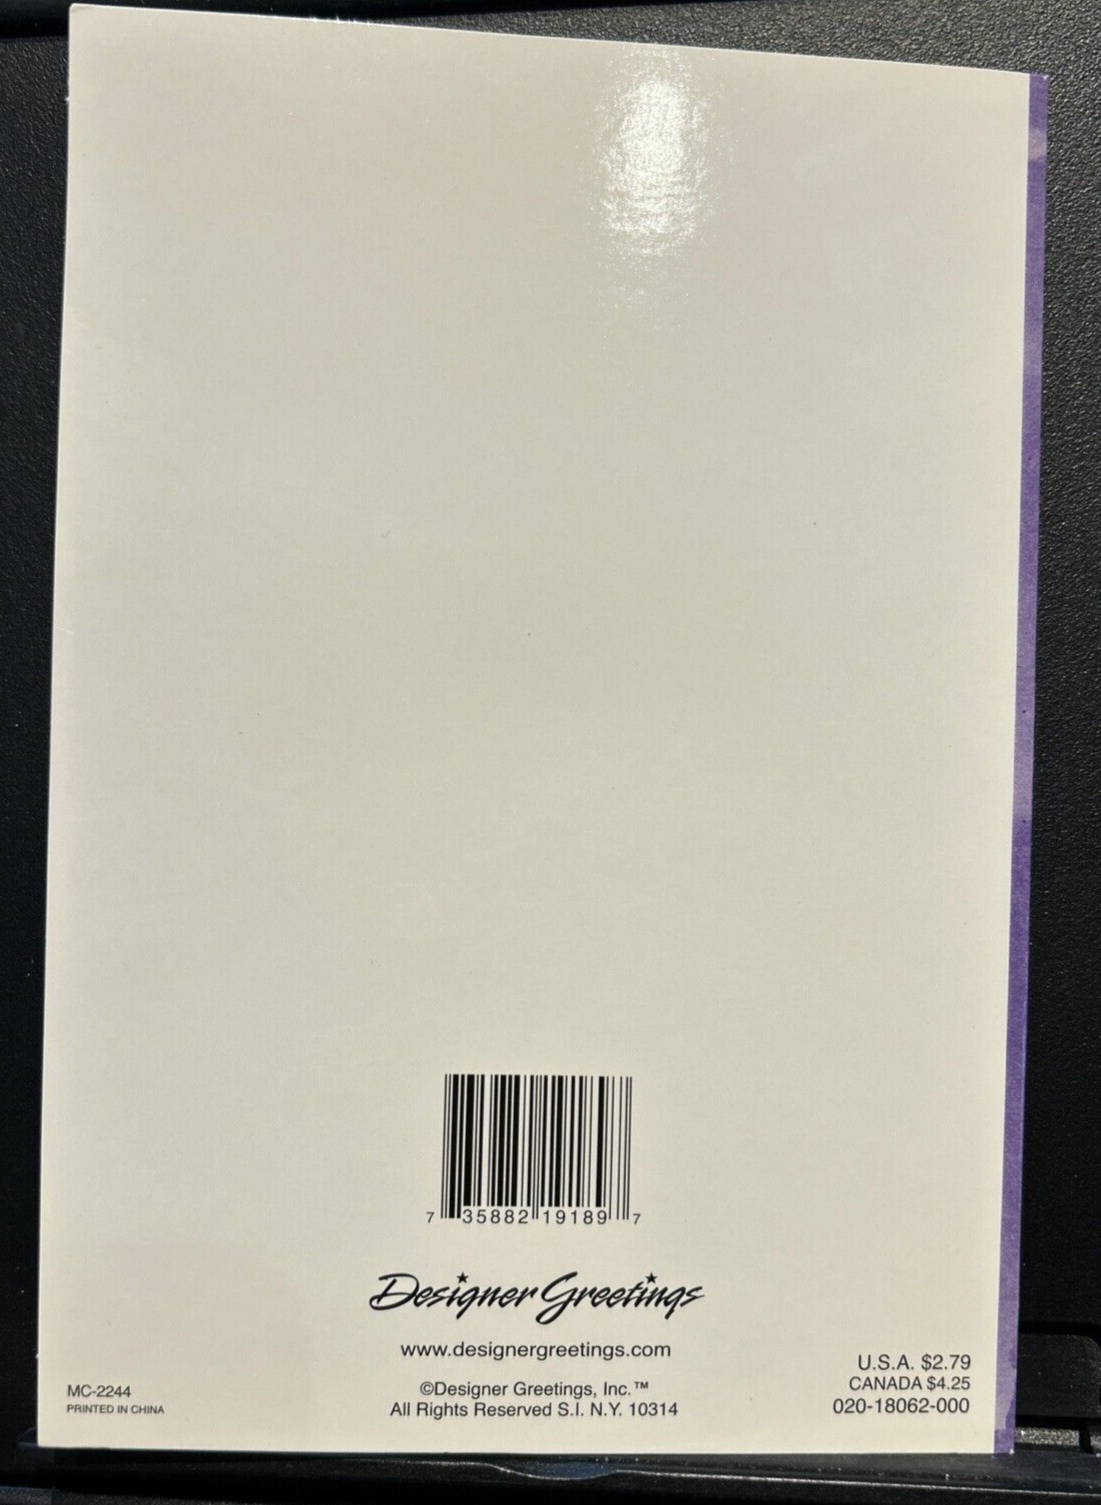 7 35882 19189 7
Designer Greetings
www.designergreetings.com
©Designer Greetings, Inc.™
All Rights Reserved S.I. N.Y. 10314
MC-2244
PRINTED IN CHINA
U.S.A. $2.79
CANADA $4.25
020-18062-000